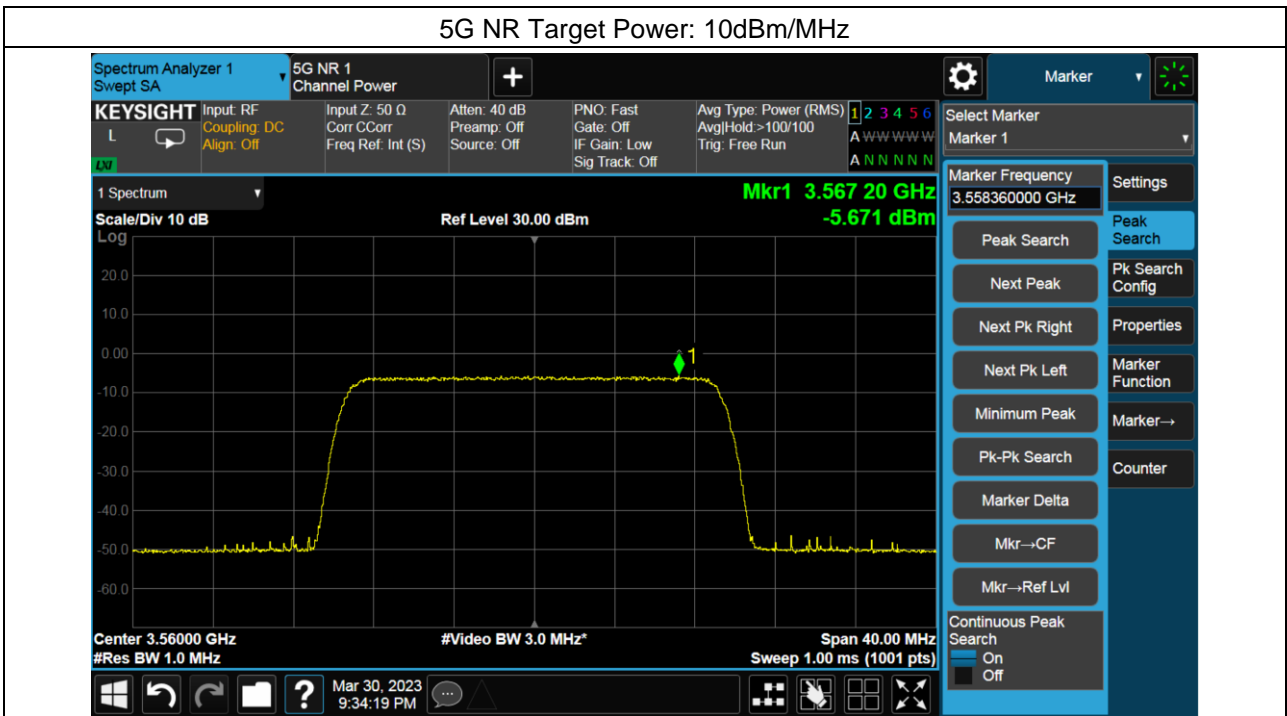 5G NR Target Power: 10dBm/MHz
Spectrum Analyzer 1
Swept SA
5G NR 1
Channel Power
Marker
KEYSIGHT
L
LXI
Input: RF
Coupling: DC
Align: Off
Input Z: 50 Ω
Corr CCorr
Freq Ref: Int (S)
Atten: 40 dB
Preamp: Off
Source: Off
PNO: Fast
Gate: Off
IF Gain: Low
Sig Track: Off
Avg Type: Power (RMS)
Avg|Hold:>100/100
Trig: Free Run
1 2 3 4 5 6
A W W W W W
A N N N N N
Select Marker
Marker 1
1 Spectrum
Mkr1 3.567 20 GHz
Scale/Div 10 dB
Ref Level 30.00 dBm
-5.671 dBm
Log
20.0
10.0
0.00
-10.0
-20.0
-30.0
-40.0
-50.0
-60.0
1
Center 3.56000 GHz
#Video BW 3.0 MHz*
Span 40.00 MHz
#Res BW 1.0 MHz
Sweep 1.00 ms (1001 pts)
Marker Frequency
3.558360000 GHz
Peak Search
Next Peak
Next Pk Right
Next Pk Left
Minimum Peak
Pk-Pk Search
Marker Delta
Mkr→CF
Mkr→Ref Lvl
Continuous Peak
Search
On
Off
Settings
Peak
Search
Pk Search
Config
Properties
Marker
Function
Marker→
Counter
?
Mar 30, 2023
9:34:19 PM